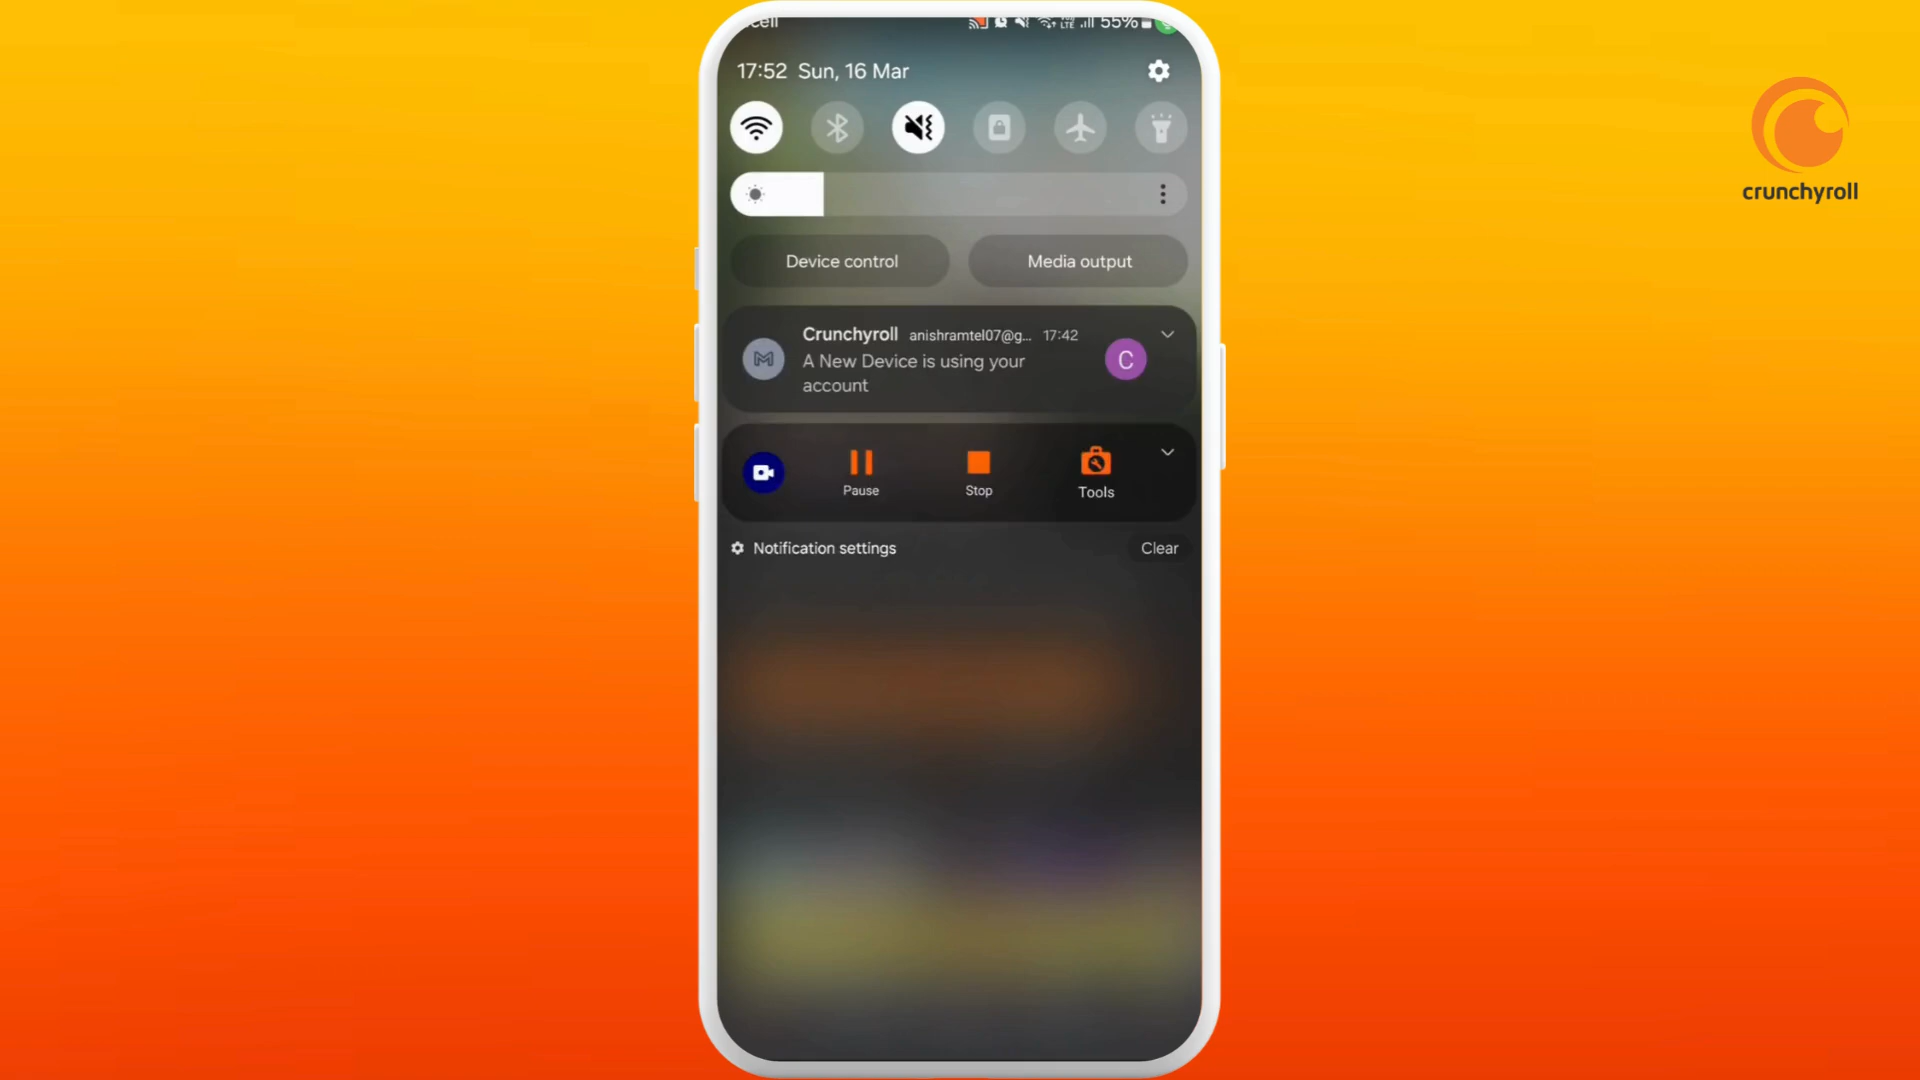 55%
17:52 Sun, 16 Mar
crunchyroll
Device control
Media output
Crunchyroll anishramtel07@g... 17:42
A New Device is using your
account
C
Pause
Stop
Tools
Notification settings
Clear